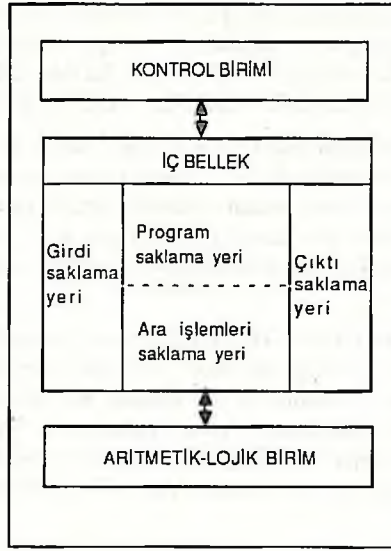 KONTROL BİRİMİ
İÇ BELLEK
Girdi
saklama
yeri
Program
saklama yeri
Ara işlemleri
saklama yeri
Çıktı
saklama
yeri
ARİTMETİK-LOJİK BİRİM